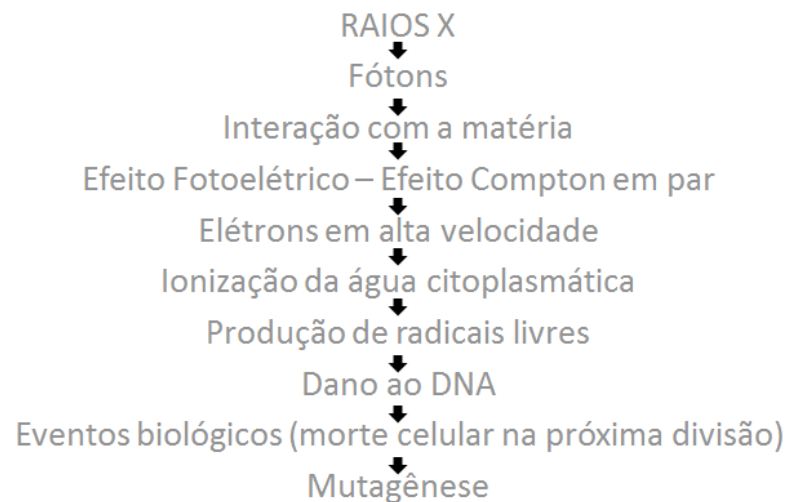 RAIOS X
Fótons
Interação com a matéria
Efeito Fotoelétrico – Efeito Compton em par
Elétrons em alta velocidade
Ionização da água citoplasmática
Produção de radicais livres
Dano ao DNA
Eventos biológicos (morte celular na próxima divisão)
Mutagênese